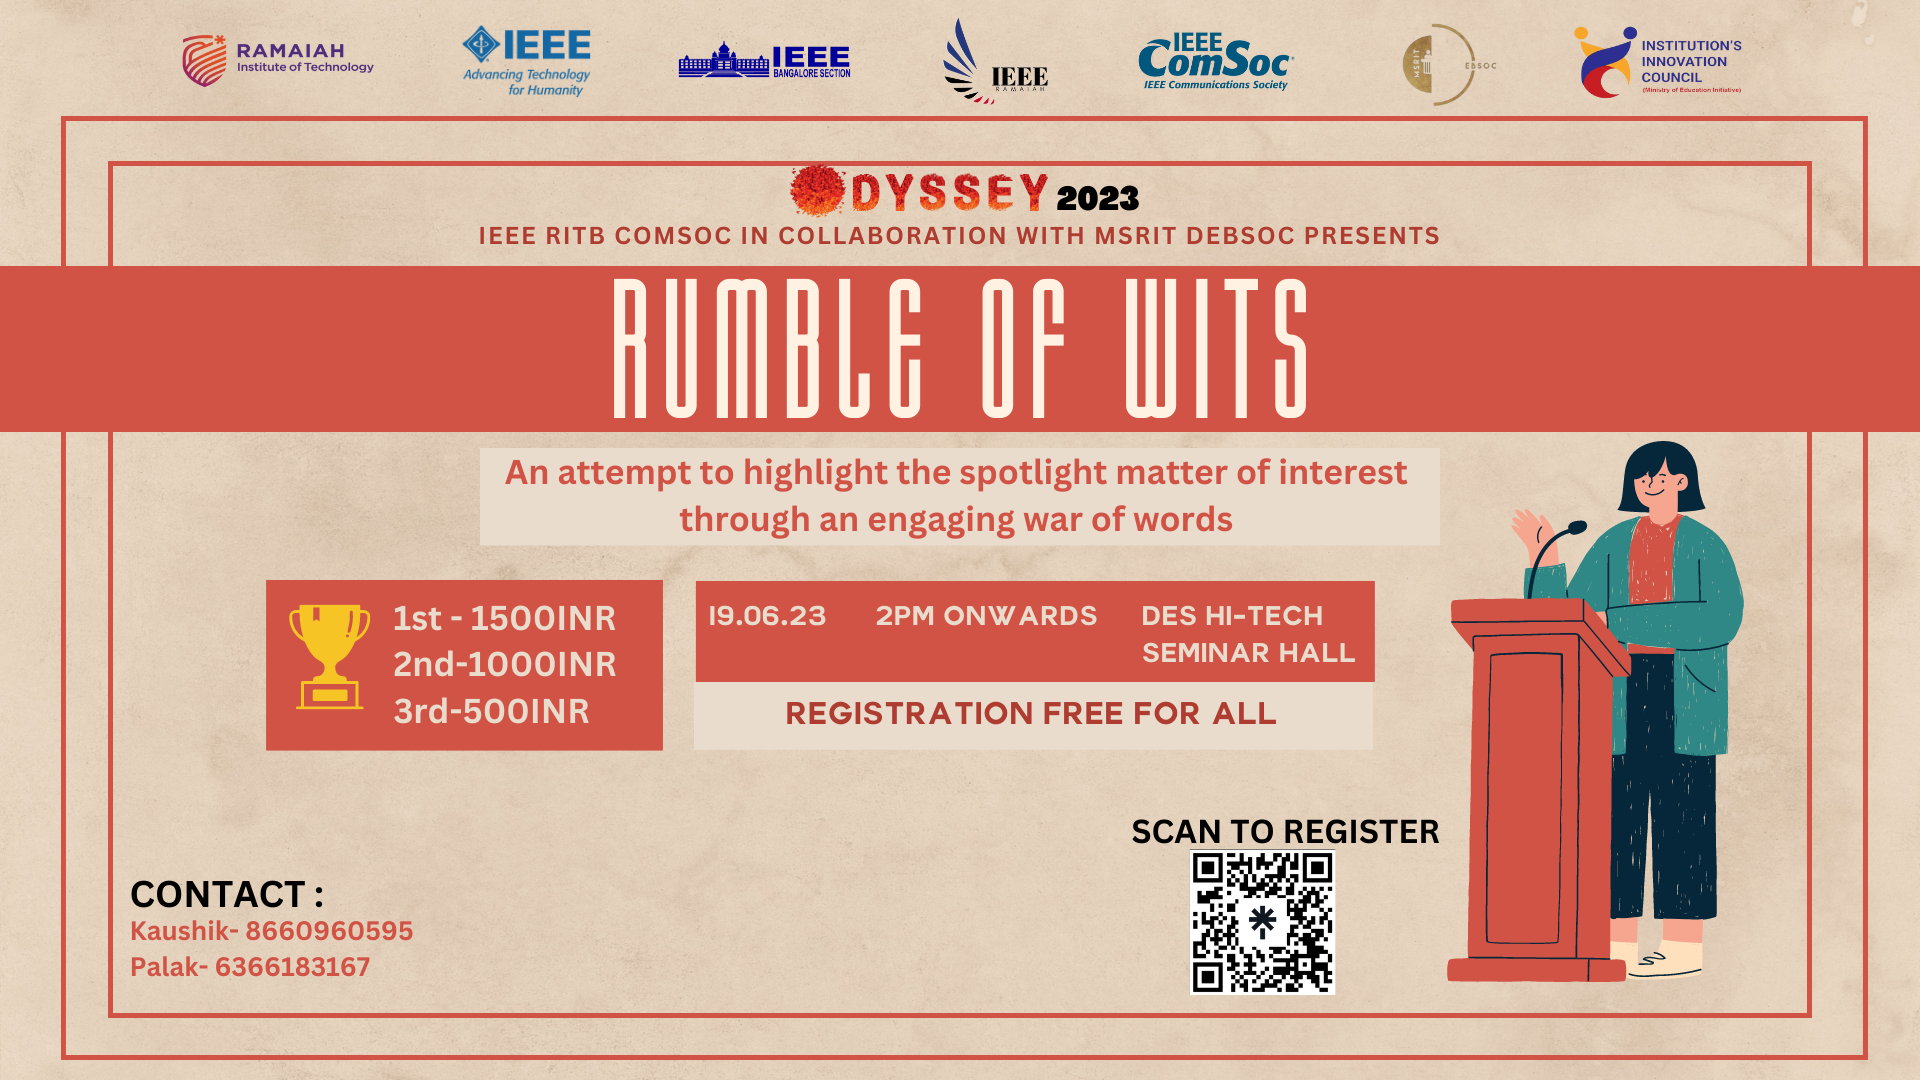 RAMAIAH
Institute of Technology
IEEE
Advancing Technology
for Humanity
IEEE
BANGALORE SECTION
IEEE
RAMAIAH
IEEE
ComSoc
IEEE Communications Society
MSRIT
EBSOC
INSTITUTION'S
INNOVATION
COUNCIL
(Ministry of Education Initiative)
ODYSSEY 2023
IEEE RITB COMSOC IN COLLABORATION WITH MSRIT DEBSOC PRESENTS
RUMBLE OF WITS
An attempt to highlight the spotlight matter of interest
through an engaging war of words
1st - 1500INR
2nd-1000INR
3rd-500INR
19.06.23 2PM ONWARDS DES HI-TECH
SEMINAR HALL
REGISTRATION FREE FOR ALL
SCAN TO REGISTER
CONTACT :
Kaushik- 8660960595
Palak- 6366183167